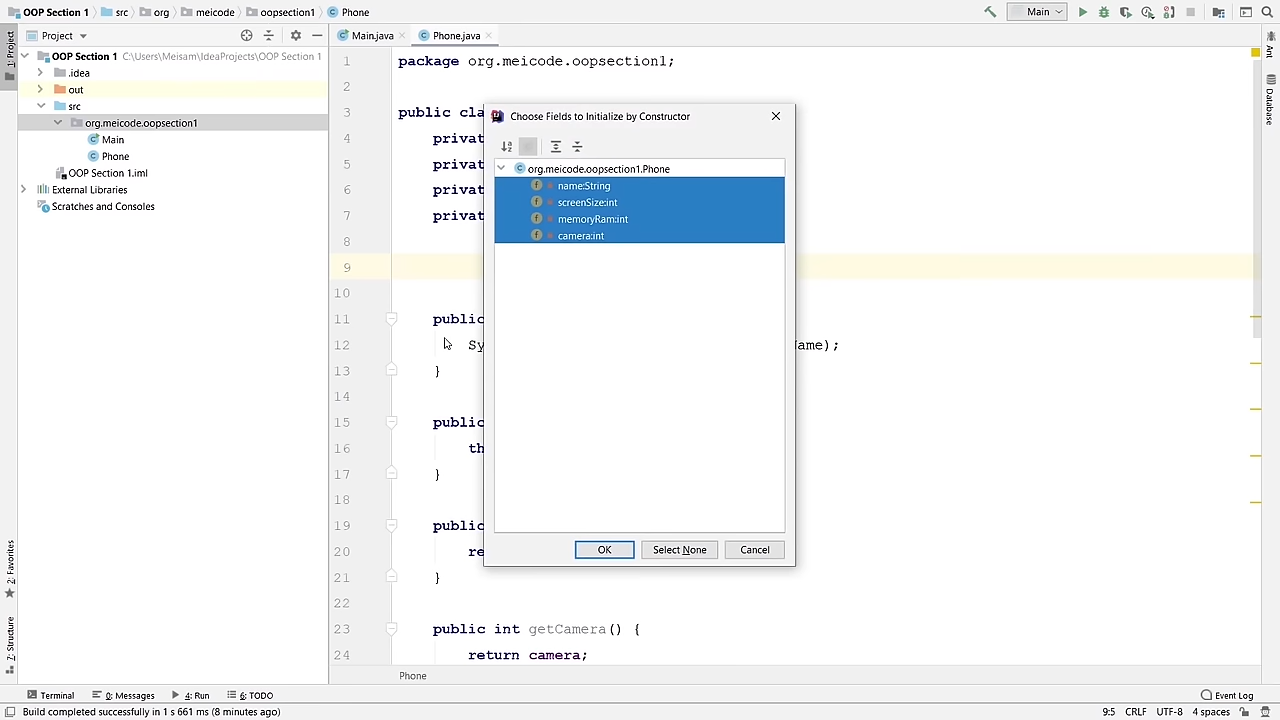 OOP Section 1
src
org
meicode
oopsection1
Phone
Main
Project
Main.java
Phone.java
1: Project
OOP Section 1 C:\Users\Meisam\IdeaProjects\OOP Section 1
.idea
out
src
org.meicode.oopsection1
Main
Phone
OOP Section 1.iml
External Libraries
Scratches and Consoles
Ant
Database
2: Favorites
7: Structure
1 package org.meicode.oopsection1;
2
3 public cla
4 privat
5 privat
6 privat
7 privat
8
9
10
11 public
12 Sy ame);
13 }
14
15 public
16 th
17 }
18
19 public
20 re
21 }
22
23 public int getCamera() {
24 return camera;
Choose Fields to Initialize by Constructor
org.meicode.oopsection1.Phone
name:String
screenSize:int
memoryRam:int
camera:int
OK
Select None
Cancel
Phone
Terminal
0: Messages
4: Run
6: TODO
Event Log
Build completed successfully in 1 s 661 ms (8 minutes ago)
9:5 CRLF UTF-8 4 spaces